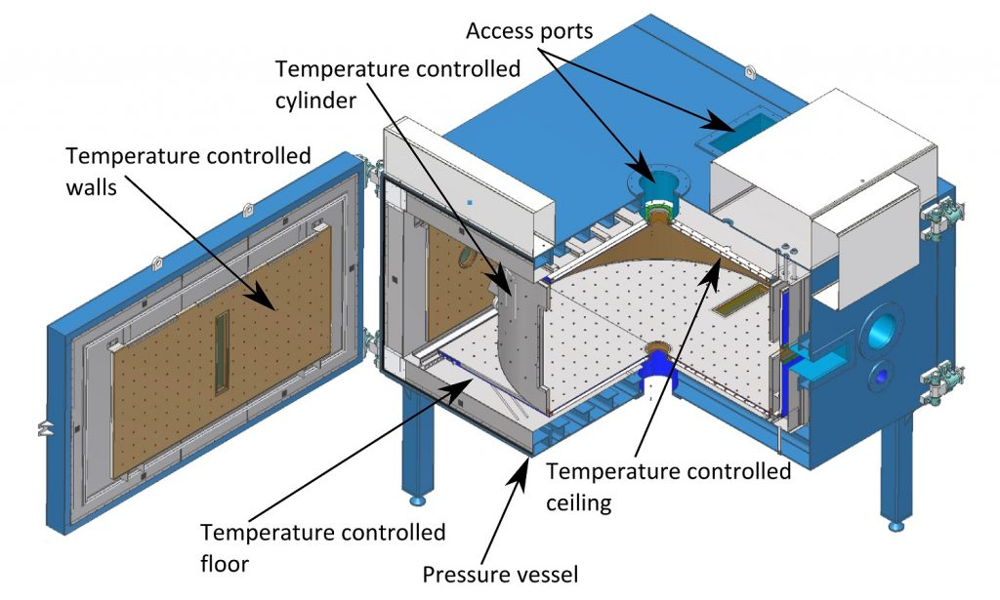 Access ports
Temperature controlled
cylinder
Temperature controlled
walls
Temperature controlled
ceiling
Temperature controlled
floor
Pressure vessel